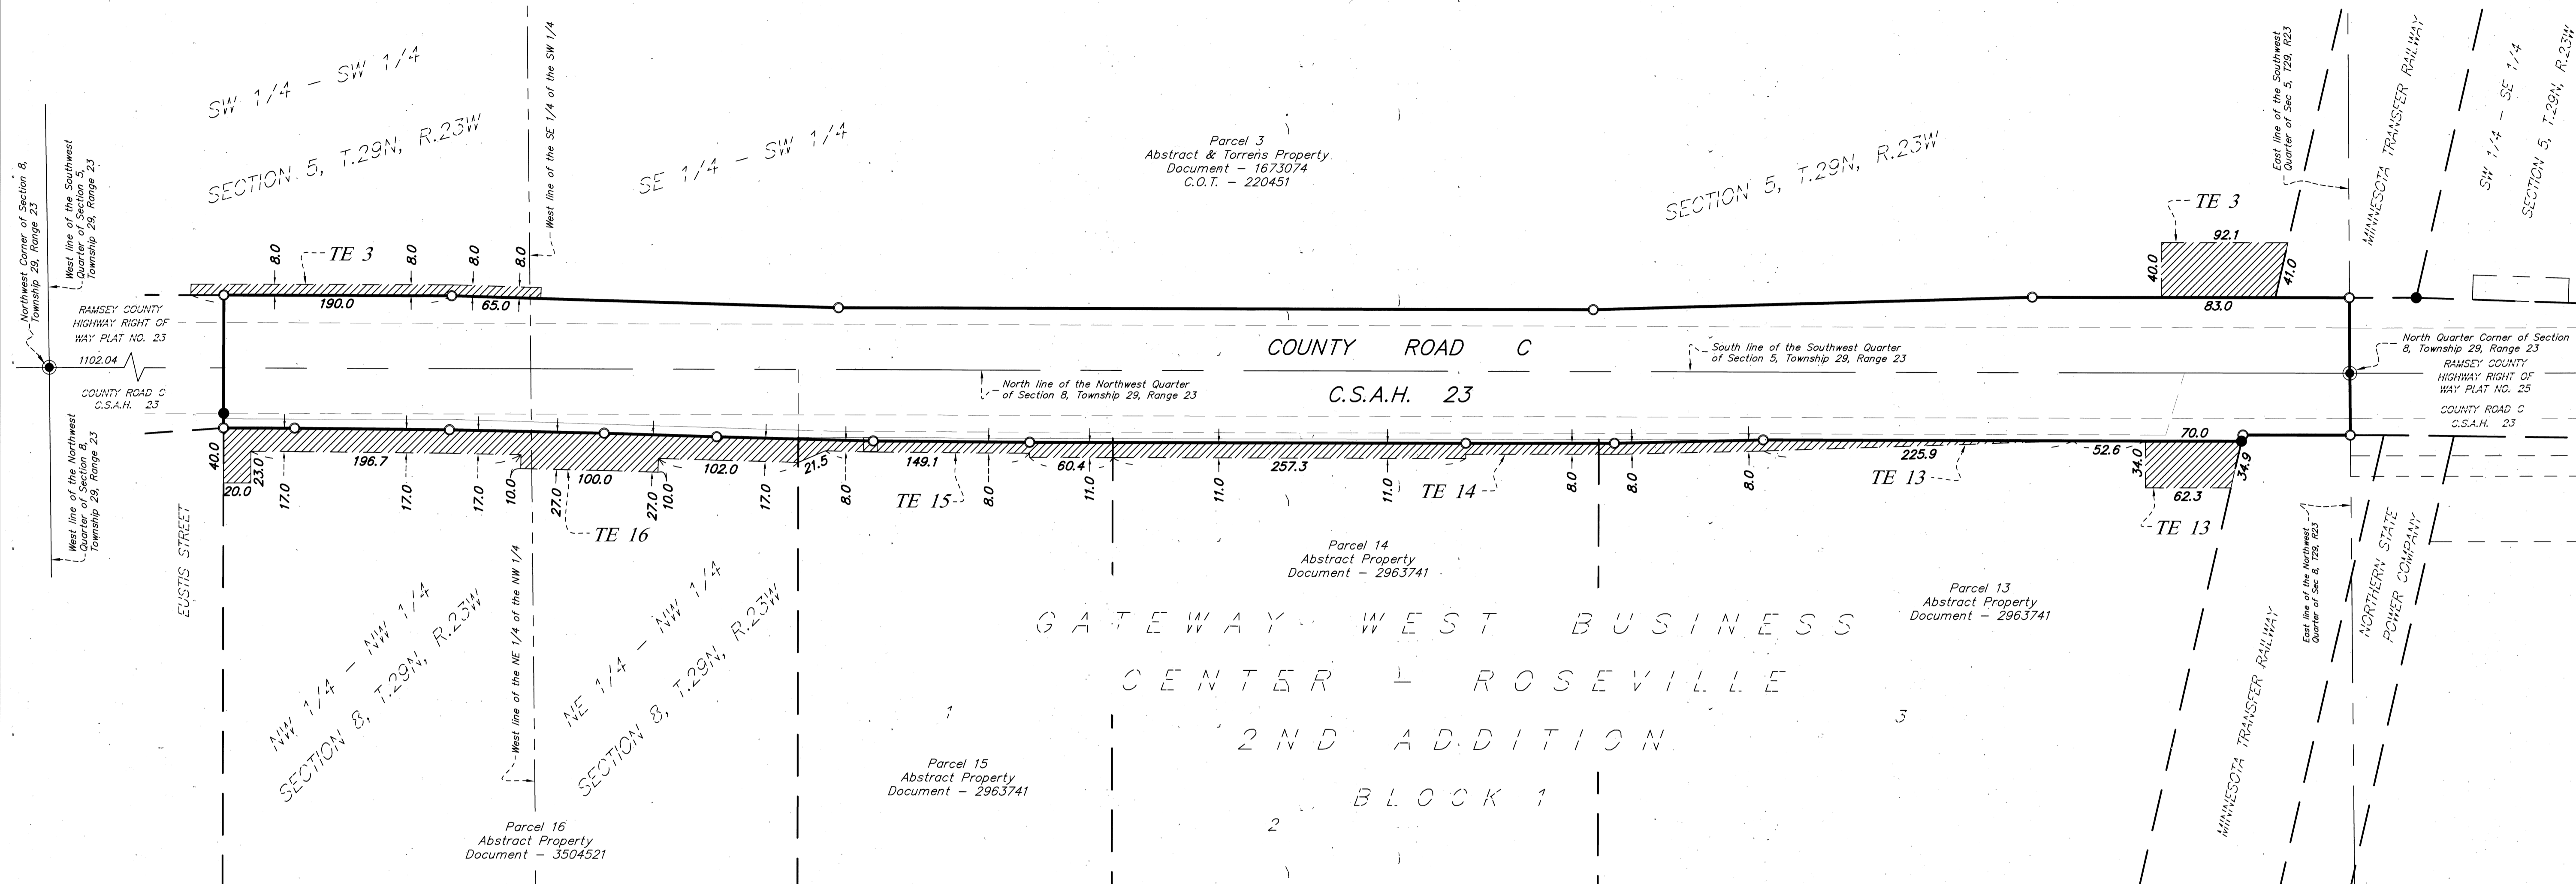 Northwest Corner of Section 8,
Township 29, Range 23
West line of the Southwest
Quarter of Section 5,
Township 29, Range 23
SW 1/4 - SW 1/4
SECTION 5, T.29N, R.23W
West line of the SE 1/4 of the SW 1/4
SE 1/4 - SW 1/4
Parcel 3
Abstract & Torrens Property
Document - 1673074
C.O.T. - 220451
SECTION 5, T.29N, R.23W
East line of the Southwest
Quarter of Sec 5, T29, R23
MINNESOTA TRANSFER RAILWAY
SW 1/4 - SE 1/4
SECTION 5, T.29N, R.23W
8.0
TE 3
8.0
8.0
8.0
190.0
65.0
TE 3
92.1
40.0
41.0
83.0
RAMSEY COUNTY
HIGHWAY RIGHT OF
WAY PLAT NO. 23
1102.04
COUNTY ROAD C
C.S.A.H. 23
COUNTY ROAD C
C.S.A.H. 23
North line of the Northwest Quarter
of Section 8, Township 29, Range 23
South line of the Southwest Quarter
of Section 5, Township 29, Range 23
North Quarter Corner of Section
8, Township 29, Range 23
RAMSEY COUNTY
HIGHWAY RIGHT OF
WAY PLAT NO. 25
COUNTY ROAD C
C.S.A.H. 23
West line of the Northwest
Quarter of Section 8,
Township 29, Range 23
40.0
20.0
23.0
17.0
196.7
17.0
17.0
10.0
27.0
100.0
27.0
10.0
102.0
17.0
21.5
8.0
149.1
8.0
60.4
11.0
11.0
257.3
11.0
8.0
8.0
8.0
225.9
52.6
70.0
34.0
34.9
62.3
TE 16
TE 15
TE 14
TE 13
TE 13
EUSTIS STREET
NW 1/4 - NW 1/4
SECTION 8, T.29N, R.23W
West line of the NE 1/4 of the NW 1/4
NE 1/4 - NW 1/4
SECTION 8, T.29N, R.23W
Parcel 14
Abstract Property
Document - 2963741
Parcel 13
Abstract Property
Document - 2963741
GATEWAY WEST BUSINESS
CENTER - ROSEVILLE
2ND ADDITION
BLOCK 1
1
2
3
Parcel 15
Abstract Property
Document - 2963741
Parcel 16
Abstract Property
Document - 3504521
MINNESOTA TRANSFER RAILWAY
East line of the Northwest
Quarter of Sec 8, T29, R23
NORTHERN STATE
POWER COMPANY